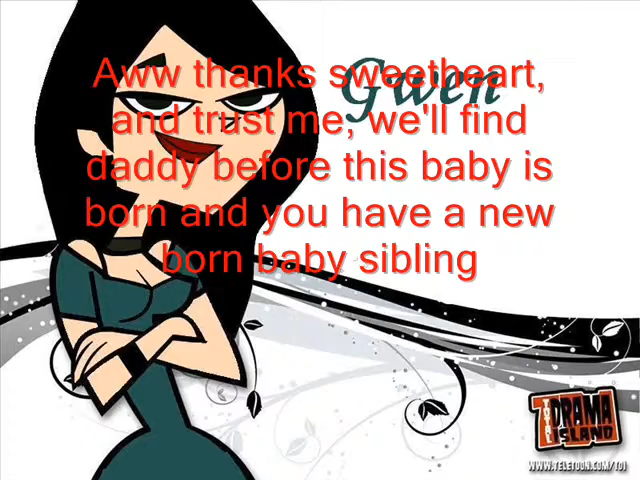 Gwen
Aww thanks sweetheart,
and trust me, we'll find
daddy before this baby is
born and you have a new
born baby sibling
TOTAL
DRAMA
ISLAND
WWW.TELETOON.COM/TDI